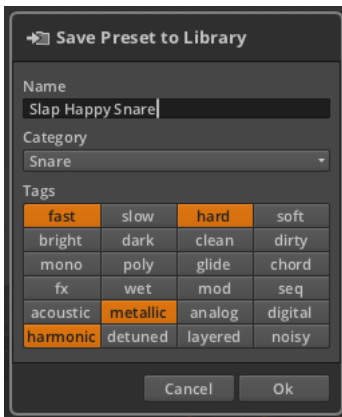 Save Preset to Library
Name
Slap Happy Snare
Category
Snare
Tags
fast slow hard soft
bright dark clean dirty
mono poly glide chord
fx wet mod seq
acoustic metallic analog digital
harmonic detuned layered noisy
Cancel Ok